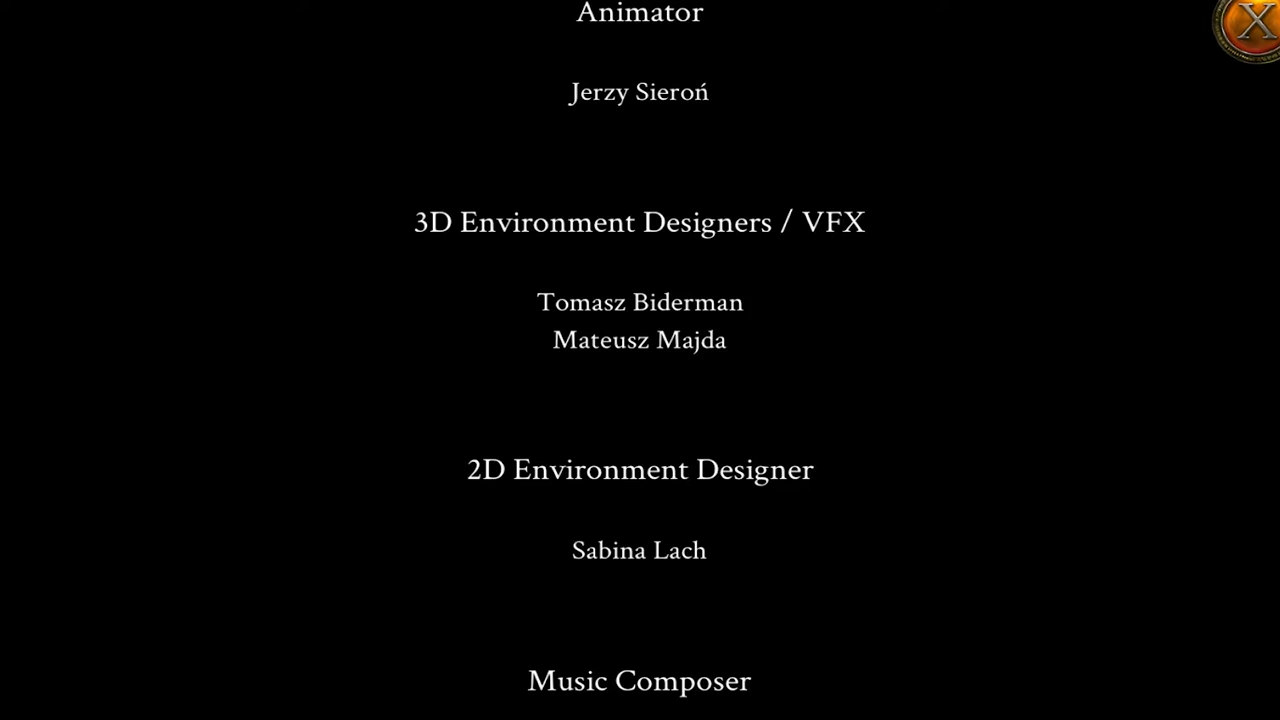 Animator
X
Jerzy Sieroń
3D Environment Designers / VFX
Tomasz Biderman
Mateusz Majda
2D Environment Designer
Sabina Lach
Music Composer